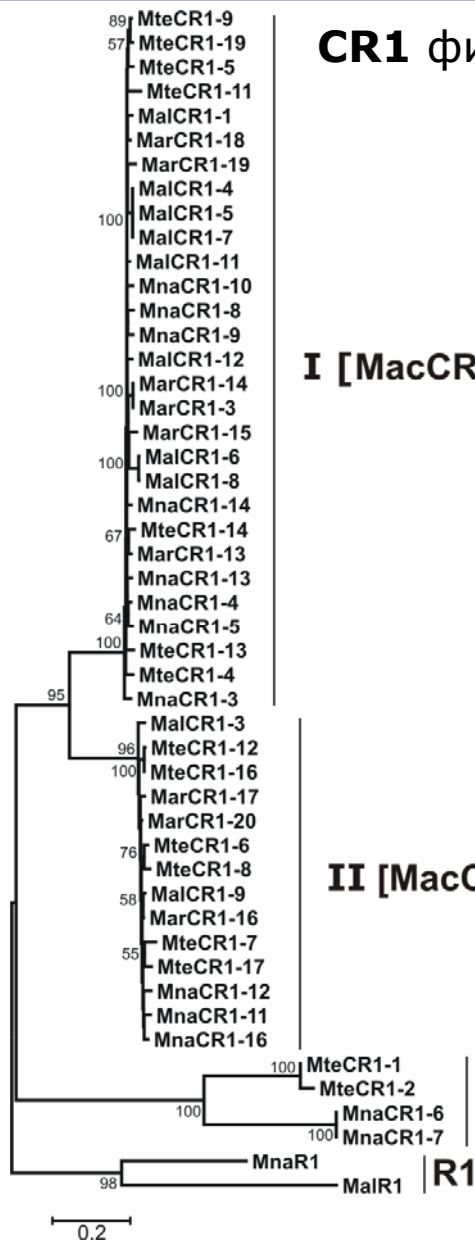 CR1 фи
89
MteCR1-9
57
MteCR1-19
MteCR1-5
MteCR1-11
MalCR1-1
MarCR1-18
MarCR1-19
MalCR1-4
100
MalCR1-5
MalCR1-7
MalCR1-11
MnaCR1-10
MnaCR1-8
MnaCR1-9
MalCR1-12
I [MacCR
100
MarCR1-14
MarCR1-3
MarCR1-15
100
MalCR1-6
MalCR1-8
MnaCR1-14
67
MteCR1-14
MarCR1-13
MnaCR1-13
MnaCR1-4
64
MnaCR1-5
100
MteCR1-13
MteCR1-4
95
MnaCR1-3
MalCR1-3
96
MteCR1-12
100
MteCR1-16
MarCR1-17
MarCR1-20
76
MteCR1-6
MteCR1-8
II [MacC
58
MalCR1-9
MarCR1-16
MteCR1-7
55
MteCR1-17
MnaCR1-12
MnaCR1-11
MnaCR1-16
100
MteCR1-1
MteCR1-2
100
MnaCR1-6
100
MnaCR1-7
MnaR1
98
MalR1
R1
0.2